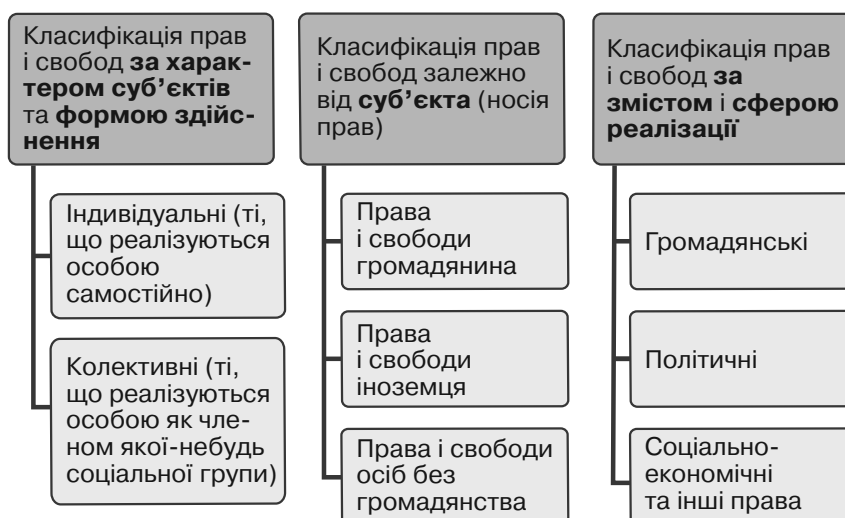 Класифікація прав
і свобод за харак-
тером суб’єктів
та формою здійс-
нення
Індивідуальні (ті,
що реалізуються
особою
самостійно)
Колективні (ті,
що реалізуються
особою як чле-
ном якої-небудь
соціальної групи)
Класифікація прав
і свобод залежно
від суб’єкта (носія
прав)
Права
і свободи
громадянина
Права
і свободи
іноземця
Права і свободи
осіб без
громадянства
Класифікація прав
і свобод за
змістом і сферою
реалізації
Громадянські
Політичні
Соціально-
економічні
та інші права